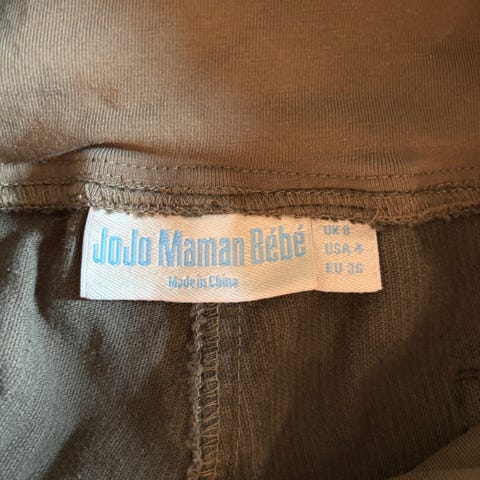 JoJo Maman Bébé
Made in China
UK 8
USA 4
EU 36